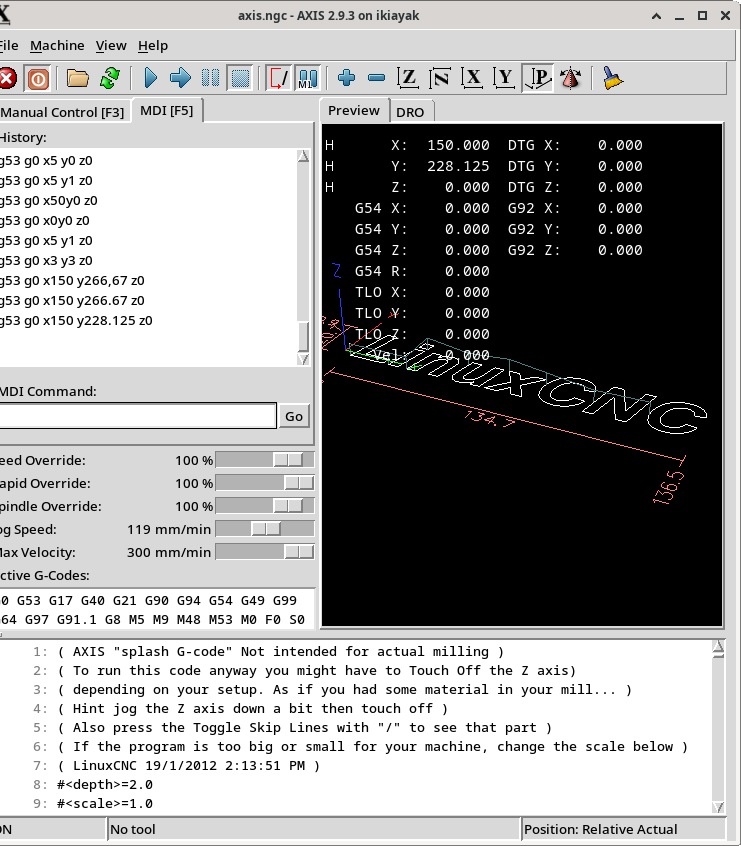 axis.ngc - AXIS 2.9.3 on ikiayak
File Machine View Help
Manual Control [F3] MDI [F5]
Preview DRO
History:
g53 g0 x5 y0 z0
g53 g0 x5 y1 z0
g53 g0 x50y0 z0
g53 g0 x0y0 z0
g53 g0 x5 y1 z0
g53 g0 x3 y3 z0
g53 g0 x150 y266,67 z0
g53 g0 x150 y266.67 z0
g53 g0 x150 y228.125 z0
MDI Command:
Go
eed Override: 100 %
apid Override: 100 %
pindle Override: 100 %
og Speed: 119 mm/min
Max Velocity: 300 mm/min
ctive G-Codes:
0 G53 G17 G40 G21 G90 G94 G54 G49 G99
64 G97 G91.1 G8 M5 M9 M48 M53 M0 F0 S0
H X: 150.000 DTG X: 0.000
H Y: 228.125 DTG Y: 0.000
H Z: 0.000 DTG Z: 0.000
G54 X: 0.000 G92 X: 0.000
G54 Y: 0.000 G92 Y: 0.000
G54 Z: 0.000 G92 Z: 0.000
G54 R: 0.000
TLO X: 0.000
TLO Y: 0.000
TLO Z: 0.000
Vel: 0.000
Z
LinuxCNC
134.7
136.5
1: ( AXIS "splash G-code" Not intended for actual milling )
2: ( To run this code anyway you might have to Touch Off the Z axis)
3: ( depending on your setup. As if you had some material in your mill... )
4: ( Hint jog the Z axis down a bit then touch off )
5: ( Also press the Toggle Skip Lines with "/" to see that part )
6: ( If the program is too big or small for your machine, change the scale below )
7: ( LinuxCNC 19/1/2012 2:13:51 PM )
8: #<depth>=2.0
9: #<scale>=1.0
ON No tool Position: Relative Actual